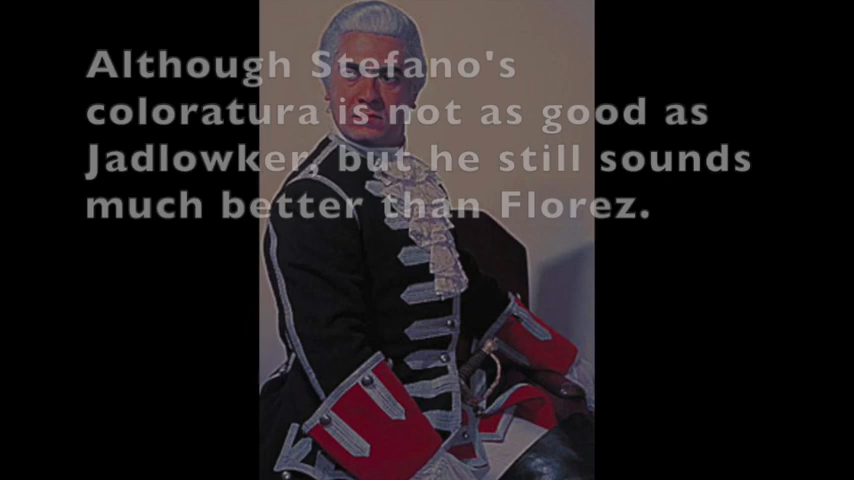 Although Stefano's
coloratura is not as good as
Jadlowker, but he still sounds
much better than Florez.